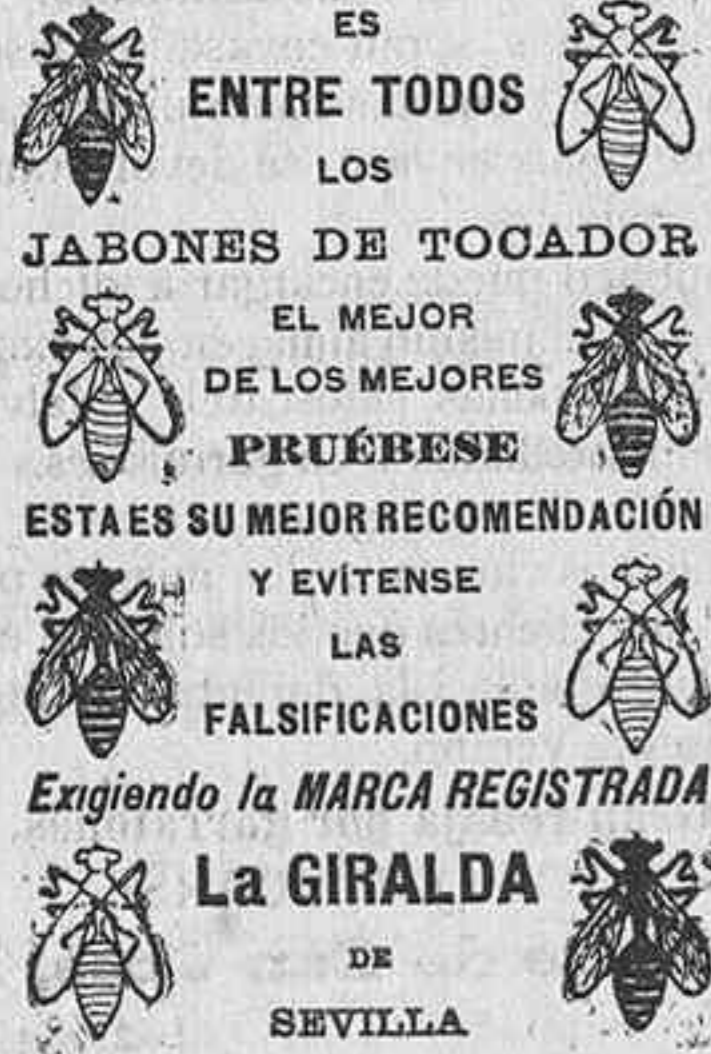 ES
ENTRE TODOS
LOS
JABONES DE TOCADOR
EL MEJOR
DE LOS MEJORES
PRUÉBESE
ESTA ES SU MEJOR RECOMENDACIÓN
Y EVÍTENSE
LAS
FALSIFICACIONES
Exigiendo la MARCA REGISTRADA
La GIRALDA
DE
SEVILLA